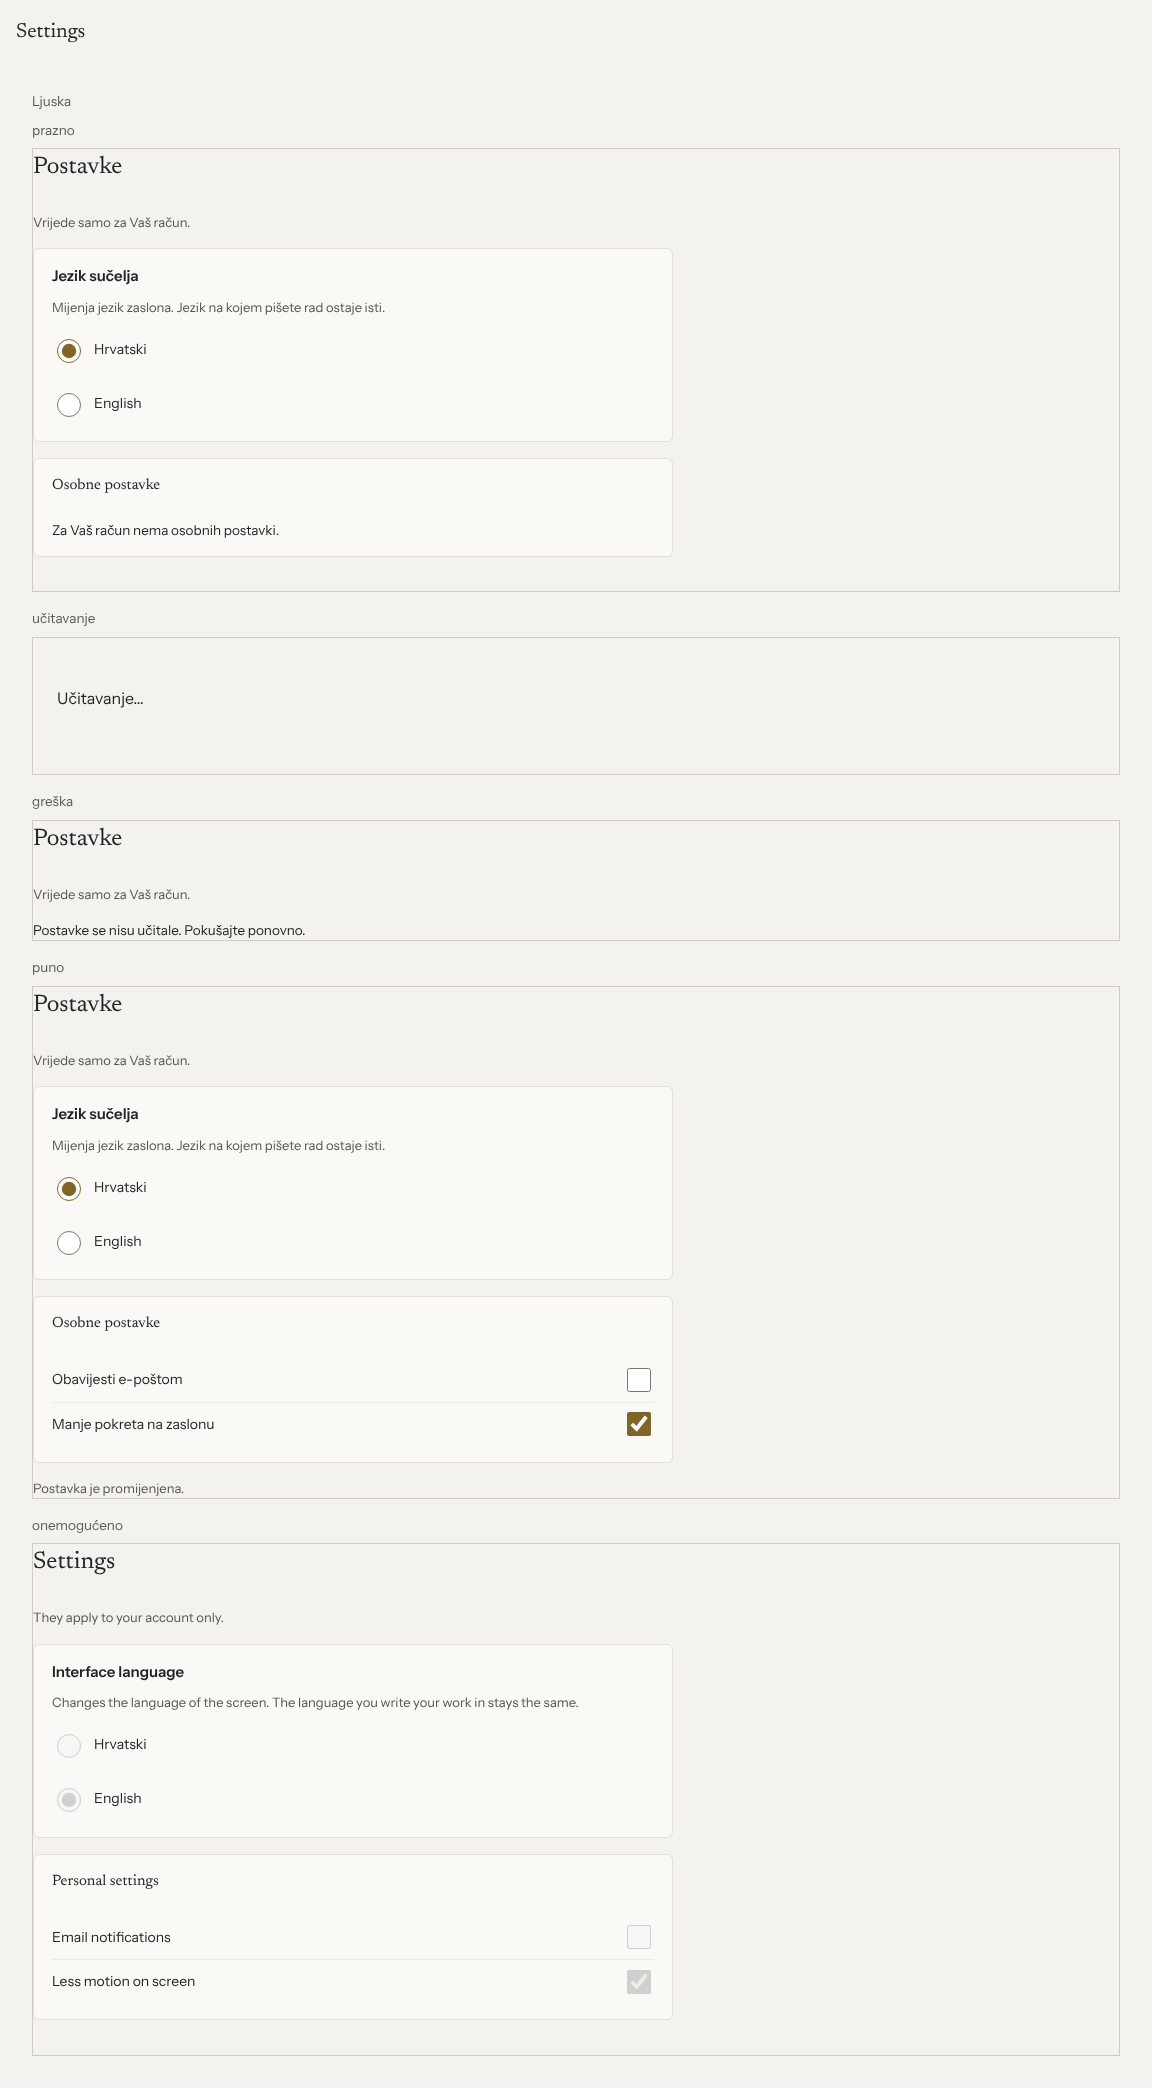 Settings
Ljuska
prazno
Postavke
Vrijede samo za Vaš račun.
Jezik sučelja
Mijenja jezik zaslona. Jezik na kojem pišete rad ostaje isti.
Hrvatski
English
Osobne postavke
Za Vaš račun nema osobnih postavki.
učitavanje
Učitavanje…
greška
Postavke
Vrijede samo za Vaš račun.
Postavke se nisu učitale. Pokušajte ponovno.
puno
Postavke
Vrijede samo za Vaš račun.
Jezik sučelja
Mijenja jezik zaslona. Jezik na kojem pišete rad ostaje isti.
Hrvatski
English
Osobne postavke
Obavijesti e-poštom
Manje pokreta na zaslonu
Postavka je promijenjena.
onemogućeno
Settings
They apply to your account only.
Interface language
Changes the language of the screen. The language you write your work in stays the same.
Hrvatski
English
Personal settings
Email notifications
Less motion on screen